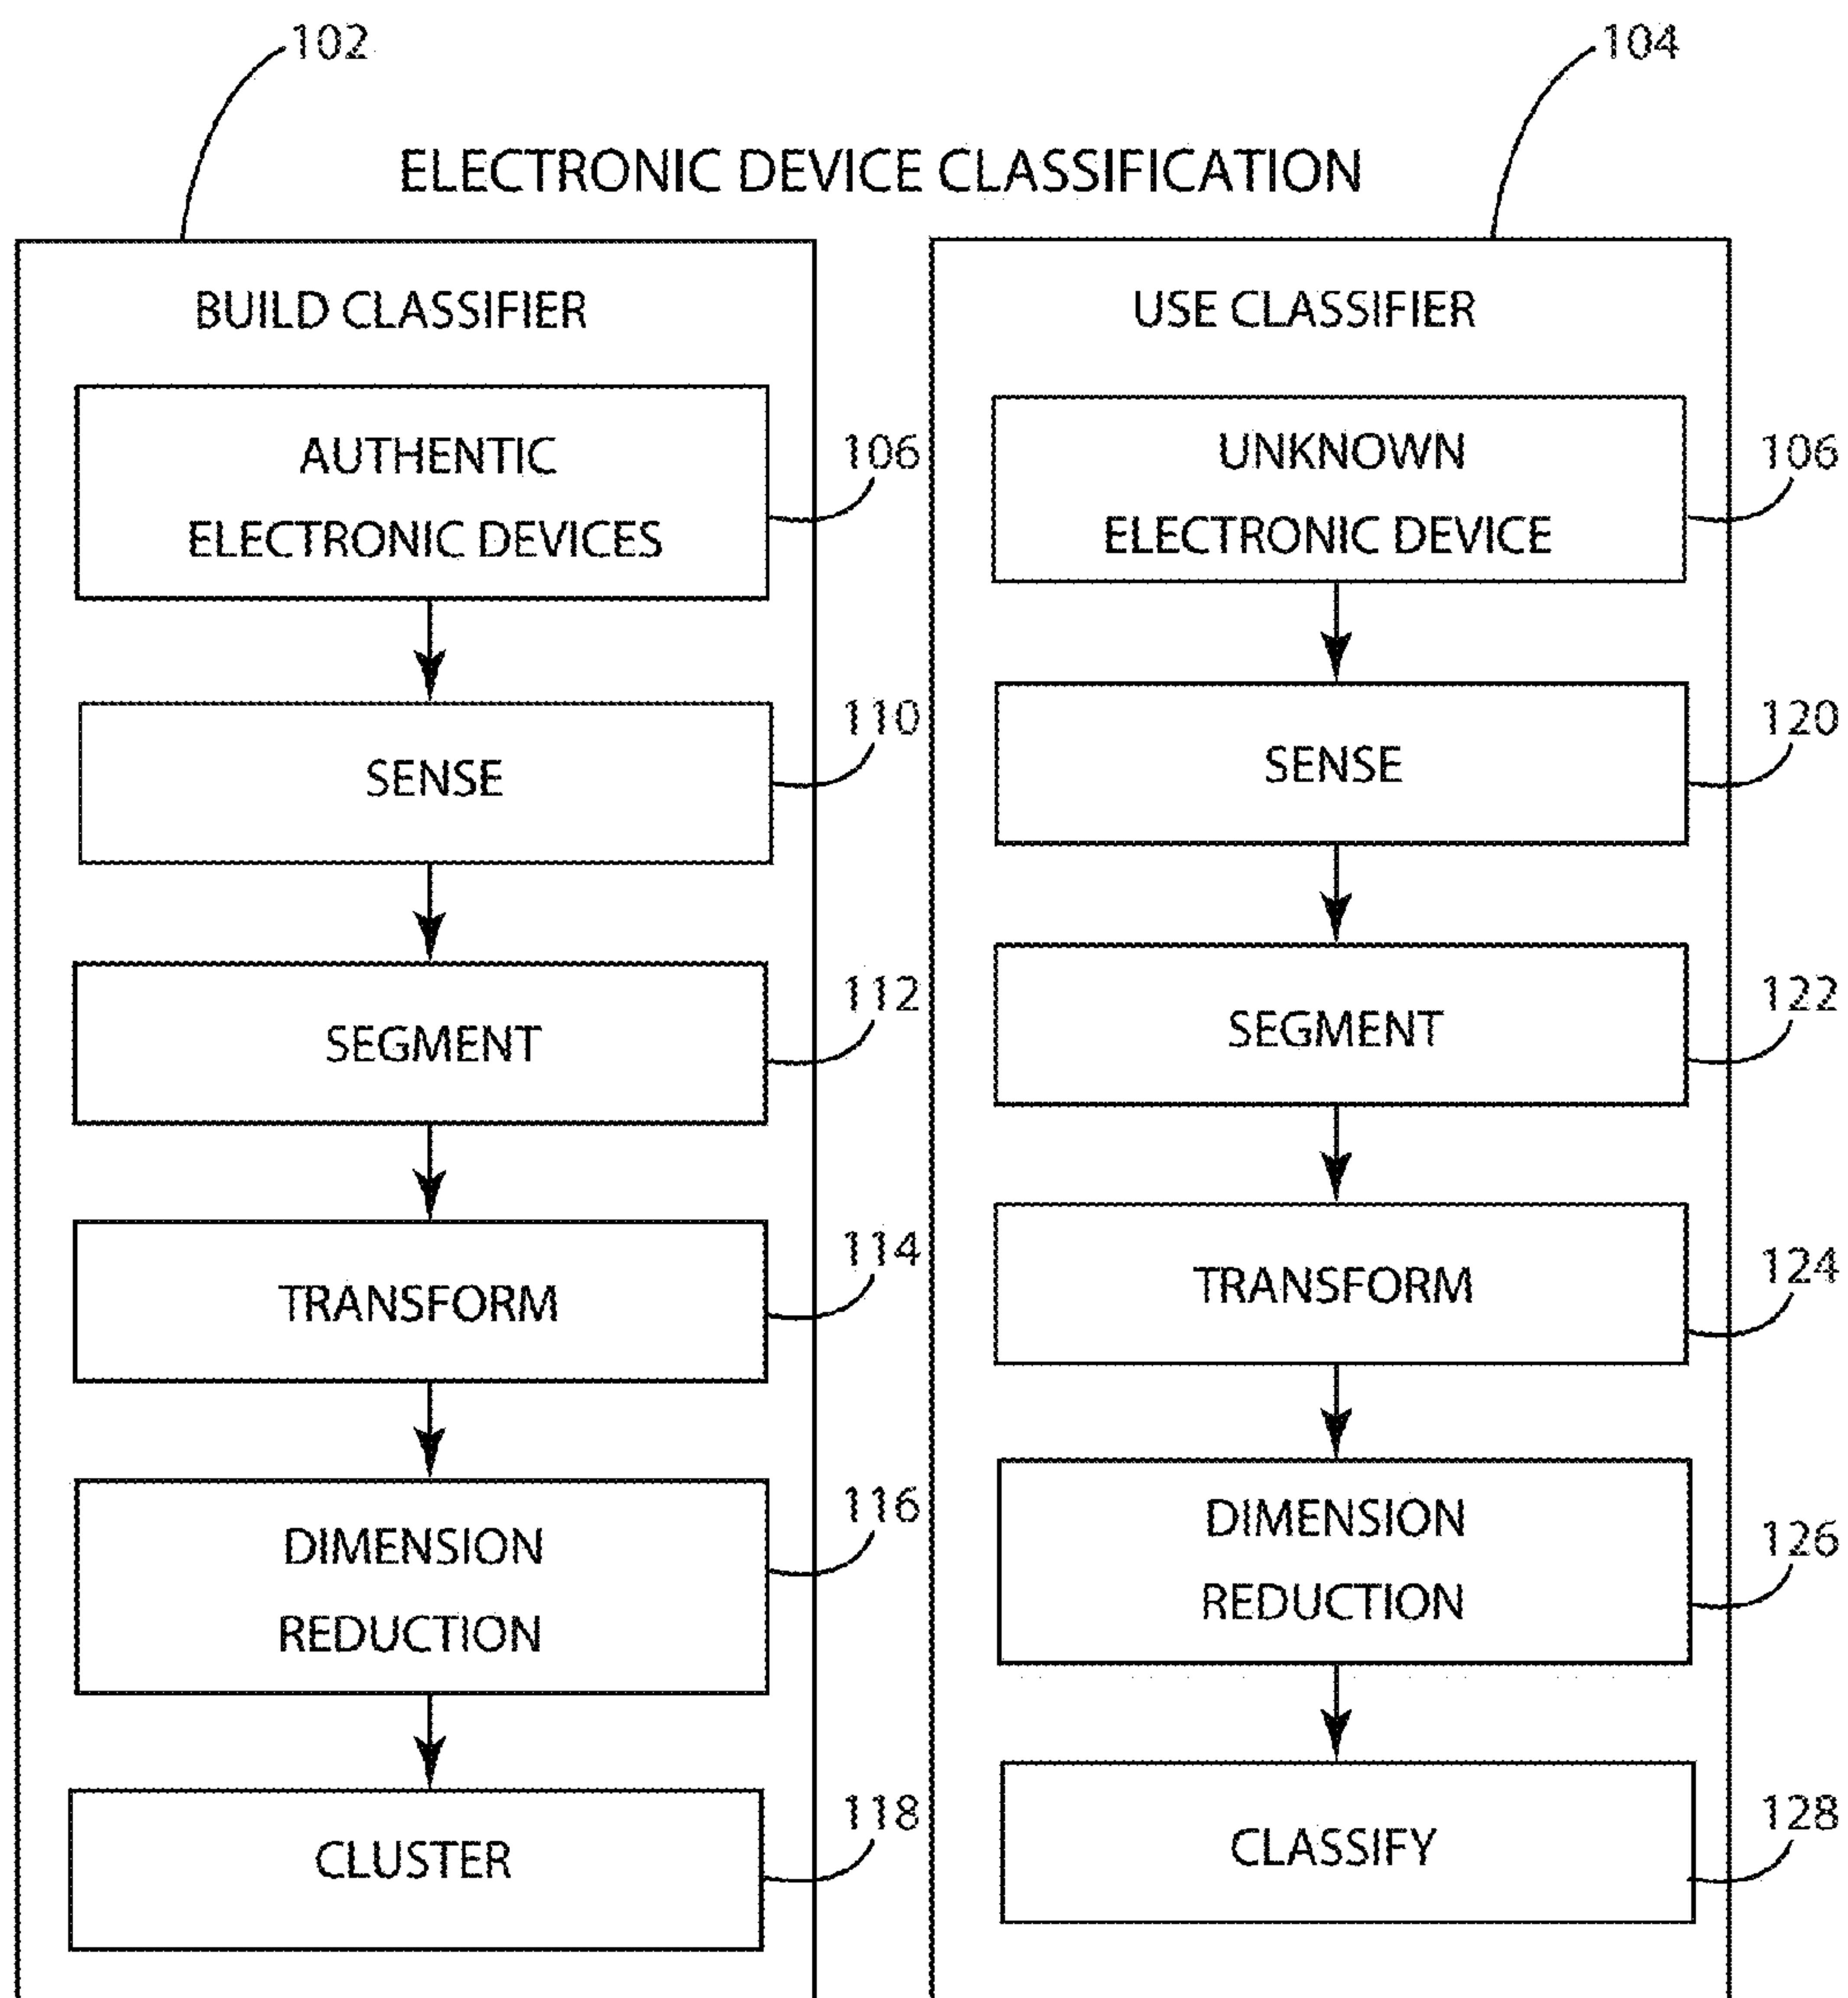 102
104
ELECTRONIC DEVICE CLASSIFICATION
BUILD CLASSIFIER
AUTHENTIC
ELECTRONIC DEVICES
106
SENSE
110
SEGMENT
112
TRANSFORM
114
DIMENSION
REDUCTION
116
CLUSTER
118
USE CLASSIFIER
UNKNOWN
ELECTRONIC DEVICE
106
SENSE
120
SEGMENT
122
TRANSFORM
124
DIMENSION
REDUCTION
126
CLASSIFY
128